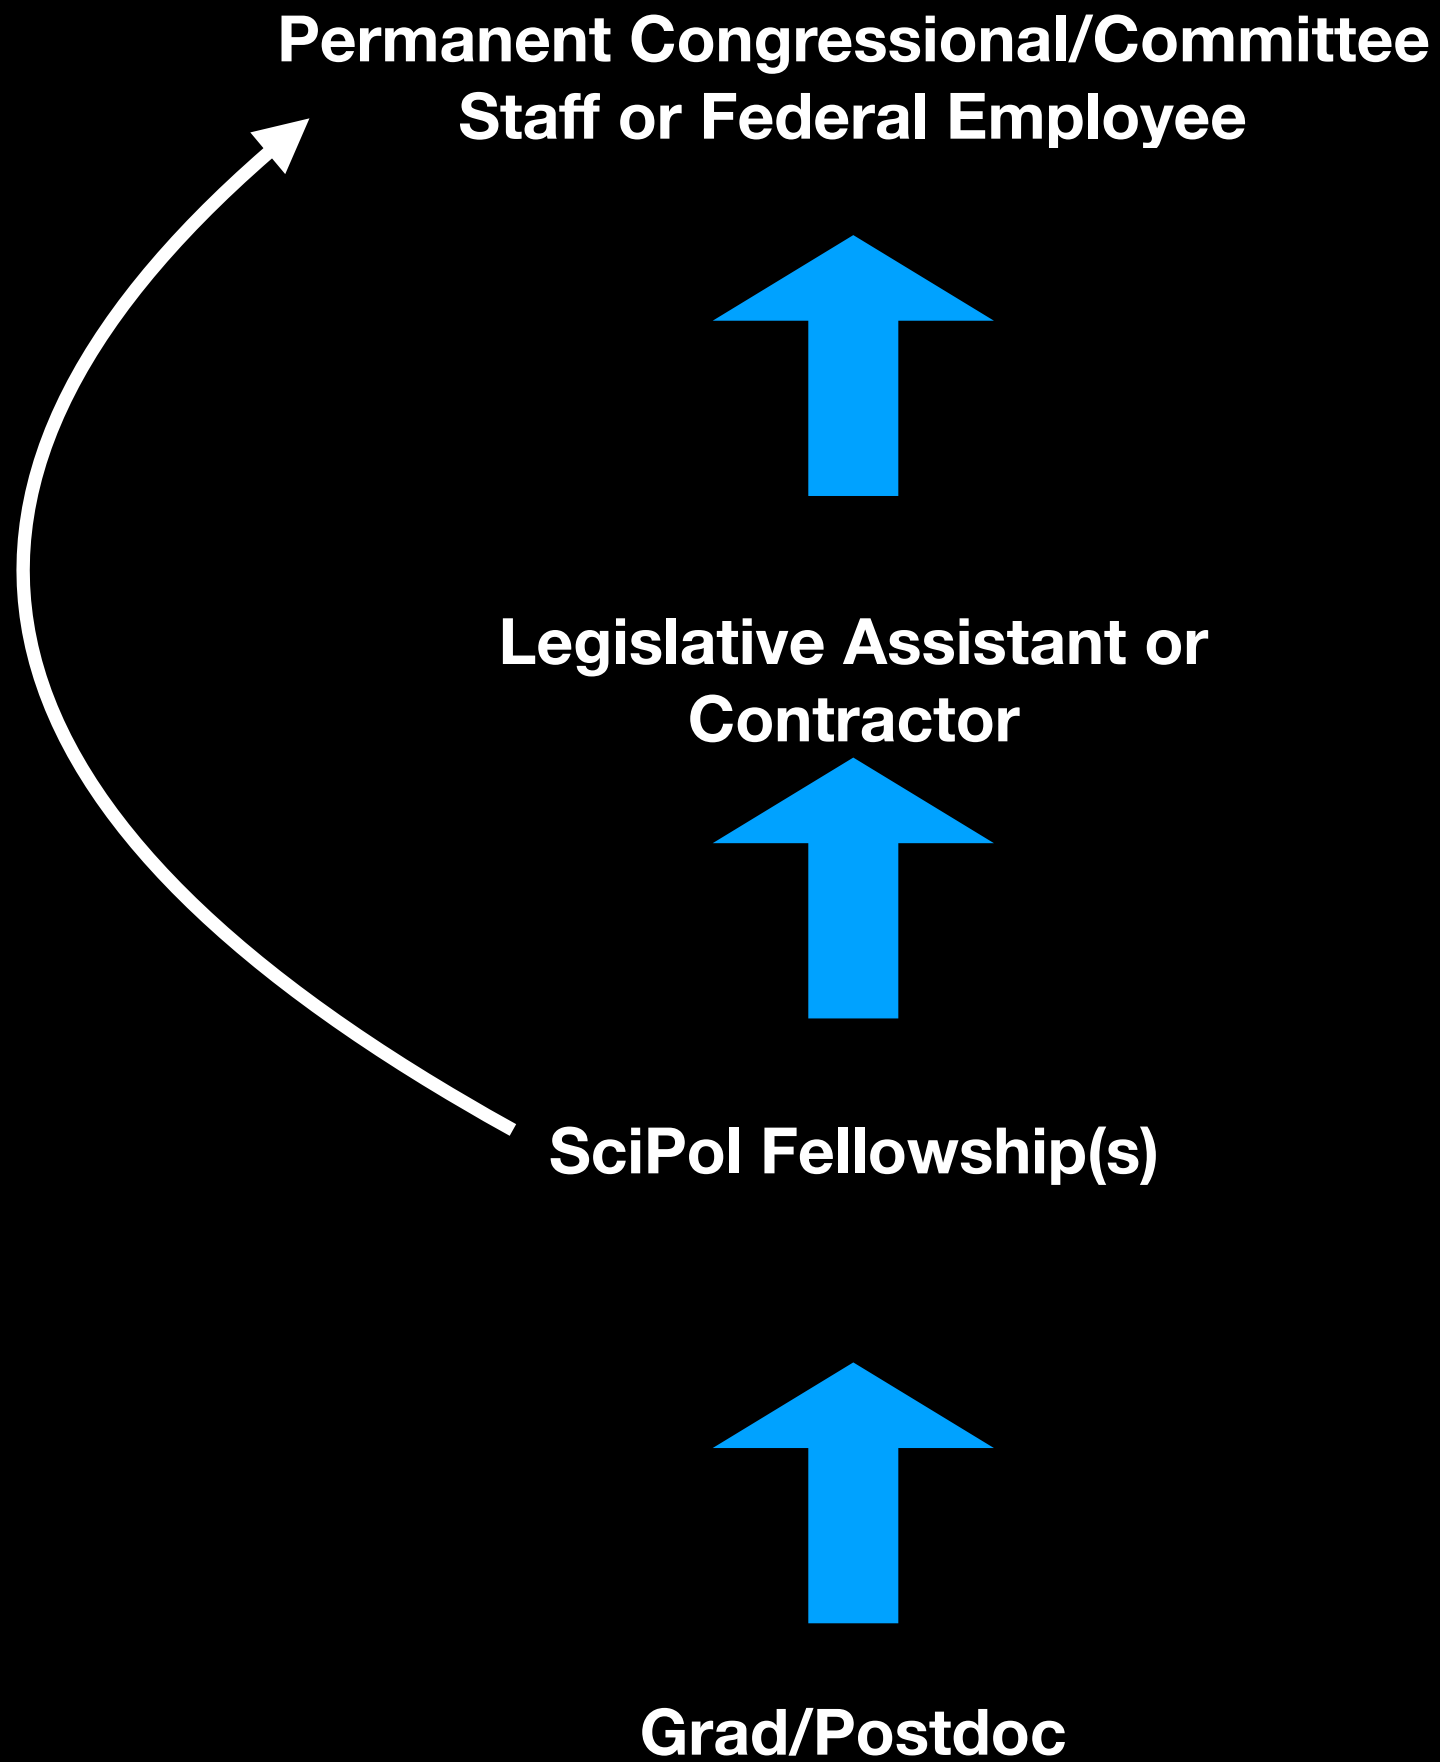 Permanent Congressional/Committee
Staff or Federal Employee
Legislative Assistant or
Contractor
SciPol Fellowship(s)
Grad/Postdoc